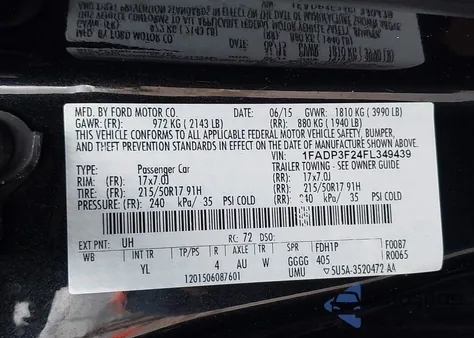 MFD. BY FORD MOTOR CO. DATE: 06/15 GVWR: 1810 KG (3990 LB)
GAWR: (FR) 972 KG (2143 LB) (RR) 880 KG (1940 LB)
THIS VEHICLE CONFORMS TO ALL APPLICABLE FEDERAL MOTOR VEHICLE SAFETY, BUMPER,
AND THEFT PREVENTION STANDARDS IN EFFECT ON THE DATE OF MANUFACTURE SHOWN ABOVE.
VIN: 1FADP3F24FL349439
TYPE: Passenger Car TRAILER TOWING - SEE OWNER GUIDE
RIM: (FR) 17x7.0J (RR) 17x7.0J
TIRE: (FR) 215/50R17 91H (RR) 215/50R17 91H
PRESSURE: (FR) 240 kPa/ 35 PSI COLD (RR) 240 kPa/ 35 PSI COLD
EXT PNT: UH RC: 72 DSO:
WB INT TR TP/PS R AX TR SPR FDH1P F0087
YL 4 AU W GGGG 405 R0065
1201506087601 UMU 5U5A-3520472 AA